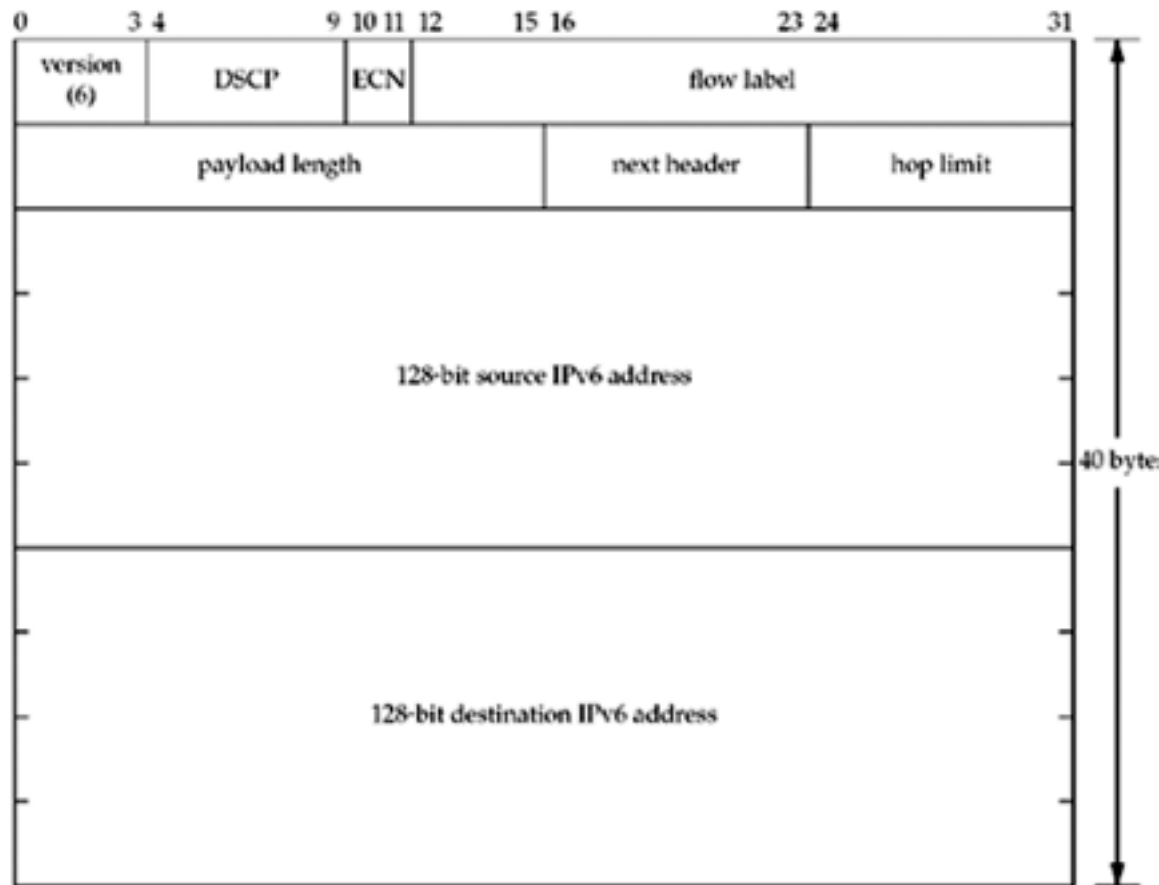 0 3 4 9 10 11 12 15 16 23 24 31
version DSCP ECN flow label
(6)
payload length next header hop limit
128-bit source IPv6 address
40 byte
128-bit destination IPv6 address